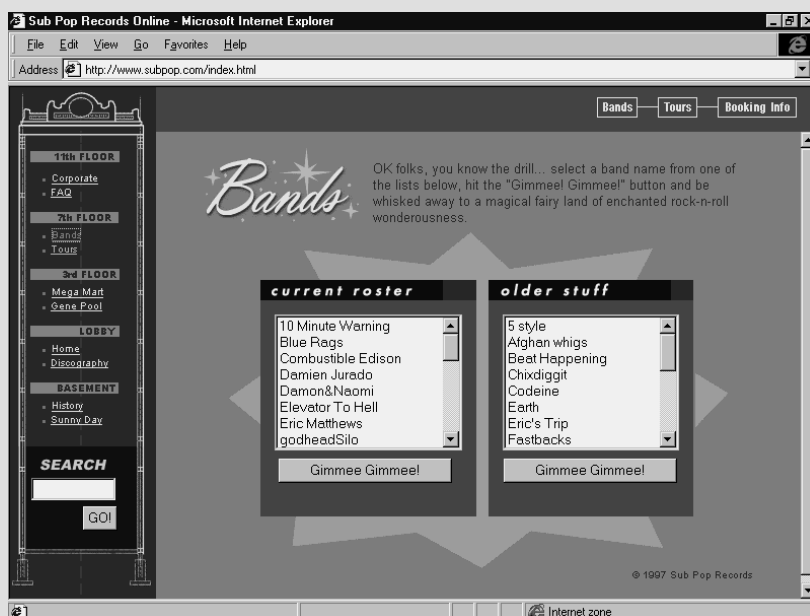 Sub Pop Records Online - Microsoft Internet Explorer
File Edit View Go Favorites Help
Address http://www.subpop.com/index.html
Bands Tours Booking Info
11th FLOOR
Corporate
FAQ
7th FLOOR
Bands
Tours
3rd FLOOR
Mega Mart
Gene Pool
LOBBY
Home
Discography
BASEMENT
History
Sunny Day
SEARCH
GO!
Bands
OK folks, you know the drill... select a band name from one of
the lists below, hit the "Gimmee! Gimmee!" button and be
whisked away to a magical fairy land of enchanted rock-n-roll
wonderousness.
current roster
10 Minute Warning
Blue Rags
Combustible Edison
Damien Jurado
Damon&Naomi
Elevator To Hell
Eric Matthews
godheadSilo
Gimmee Gimmee!
older stuff
5 style
Afghan whigs
Beat Happening
Chixdiggit
Codeine
Earth
Eric's Trip
Fastbacks
Gimmee Gimmee!
© 1997 Sub Pop Records
Internet zone